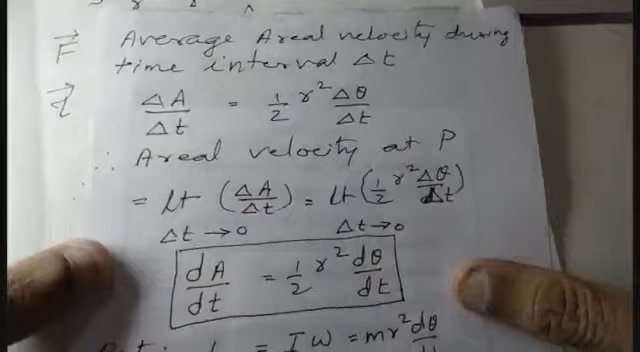 F⃗ Average Areal velocity during
time interval Δt
ΔA/Δt = 1/2 r² Δθ/Δt
∴ Areal velocity at P
= Lt (ΔA/Δt) = Lt (1/2 r² Δθ/Δt)
Δt→0 Δt→0
dA/dt = 1/2 r² dθ/dt
= Iω = mr² dθ